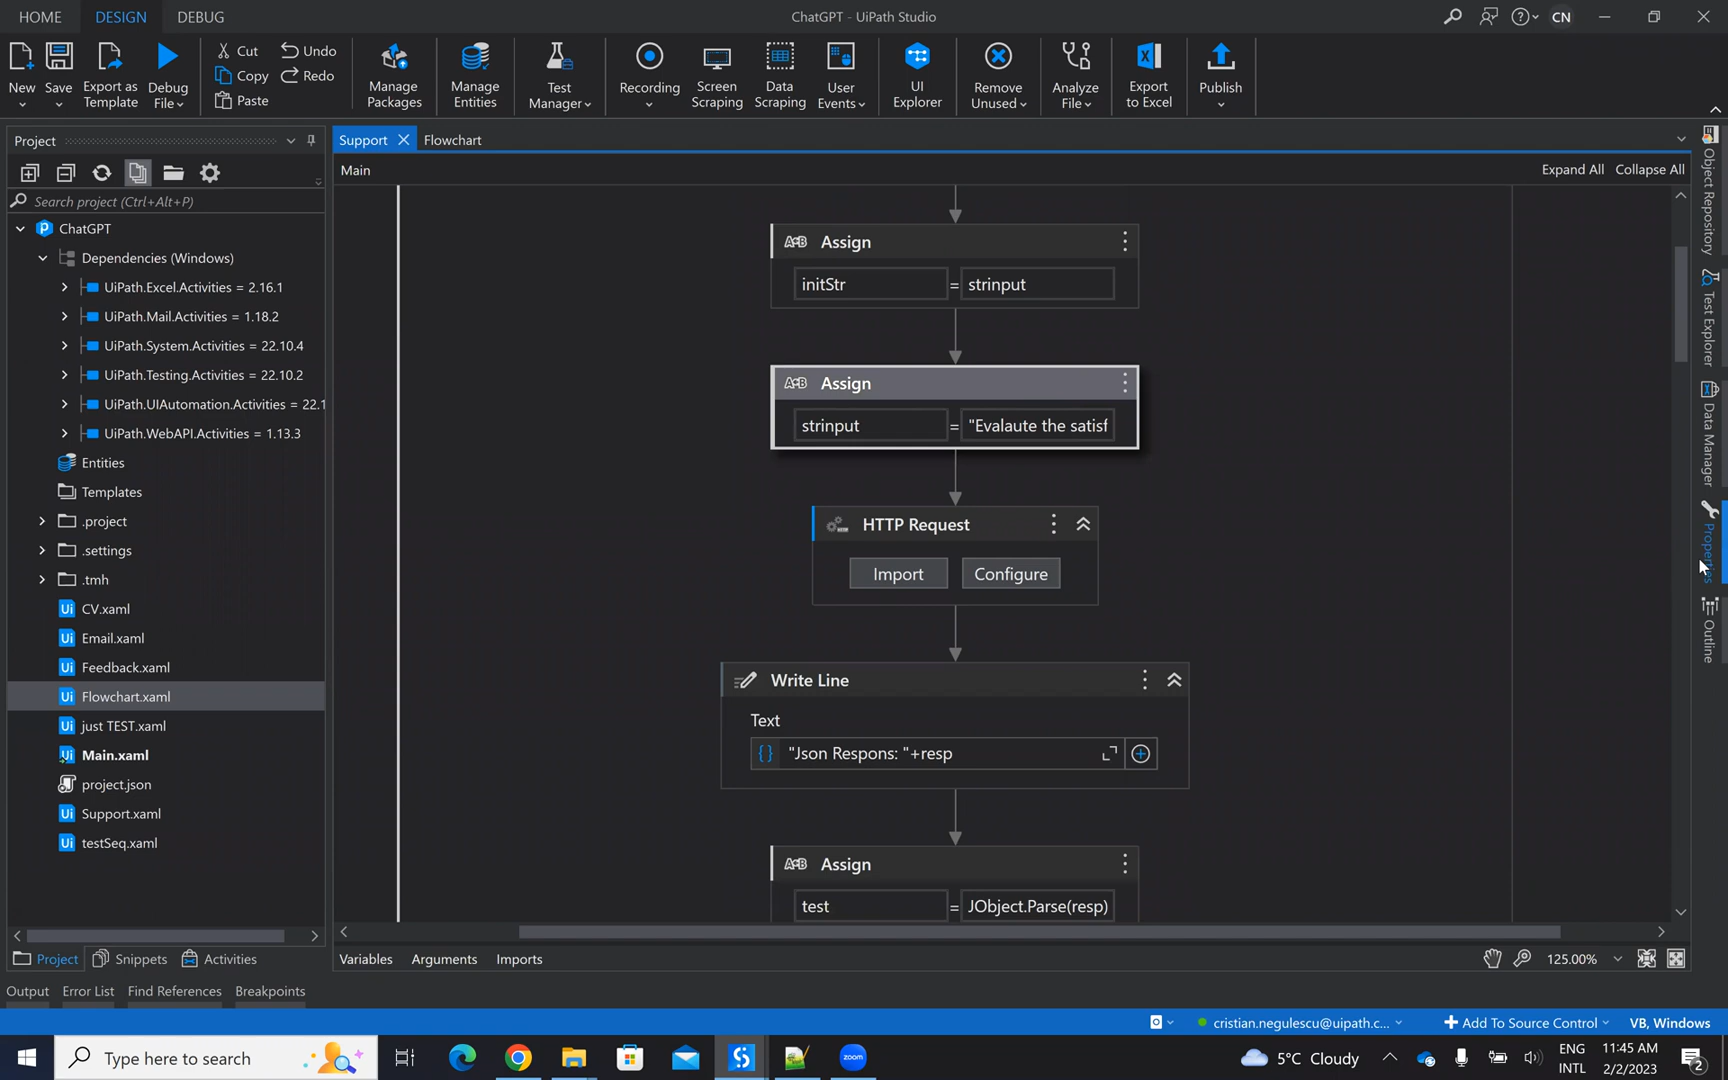 HOME
DESIGN
DEBUG
ChatGPT - UiPath Studio
CN
New
Save
Export as
Template
Debug
File
Cut
Copy
Paste
Undo
Redo
Manage
Packages
Manage
Entities
Test
Manager
Recording
Screen
Scraping
Data
Scraping
User
Events
UI
Explorer
Remove
Unused
Analyze
File
Export
to Excel
Publish
Project
Search project (Ctrl+Alt+P)
ChatGPT
Dependencies (Windows)
UiPath.Excel.Activities = 2.16.1
UiPath.Mail.Activities = 1.18.2
UiPath.System.Activities = 22.10.4
UiPath.Testing.Activities = 22.10.2
UiPath.UIAutomation.Activities = 22.1
UiPath.WebAPI.Activities = 1.13.3
Entities
Templates
.project
.settings
.tmh
CV.xaml
Email.xaml
Feedback.xaml
Flowchart.xaml
just TEST.xaml
Main.xaml
project.json
Support.xaml
testSeq.xaml
Project
Snippets
Activities
Support
Flowchart
Main
Expand All
Collapse All
Assign
initStr = strinput
Assign
strinput = "Evalaute the satisf
HTTP Request
Import
Configure
Write Line
Text
"Json Respons: "+resp
Assign
test = JObject.Parse(resp)
Variables
Arguments
Imports
125.00%
Object Repository
Test Explorer
Data Manager
Properties
Outline
Output
Error List
Find References
Breakpoints
cristian.negulescu@uipath.c...
Add To Source Control
VB, Windows
Type here to search
zoom
5°C Cloudy
ENG
INTL
11:45 AM
2/2/2023
2